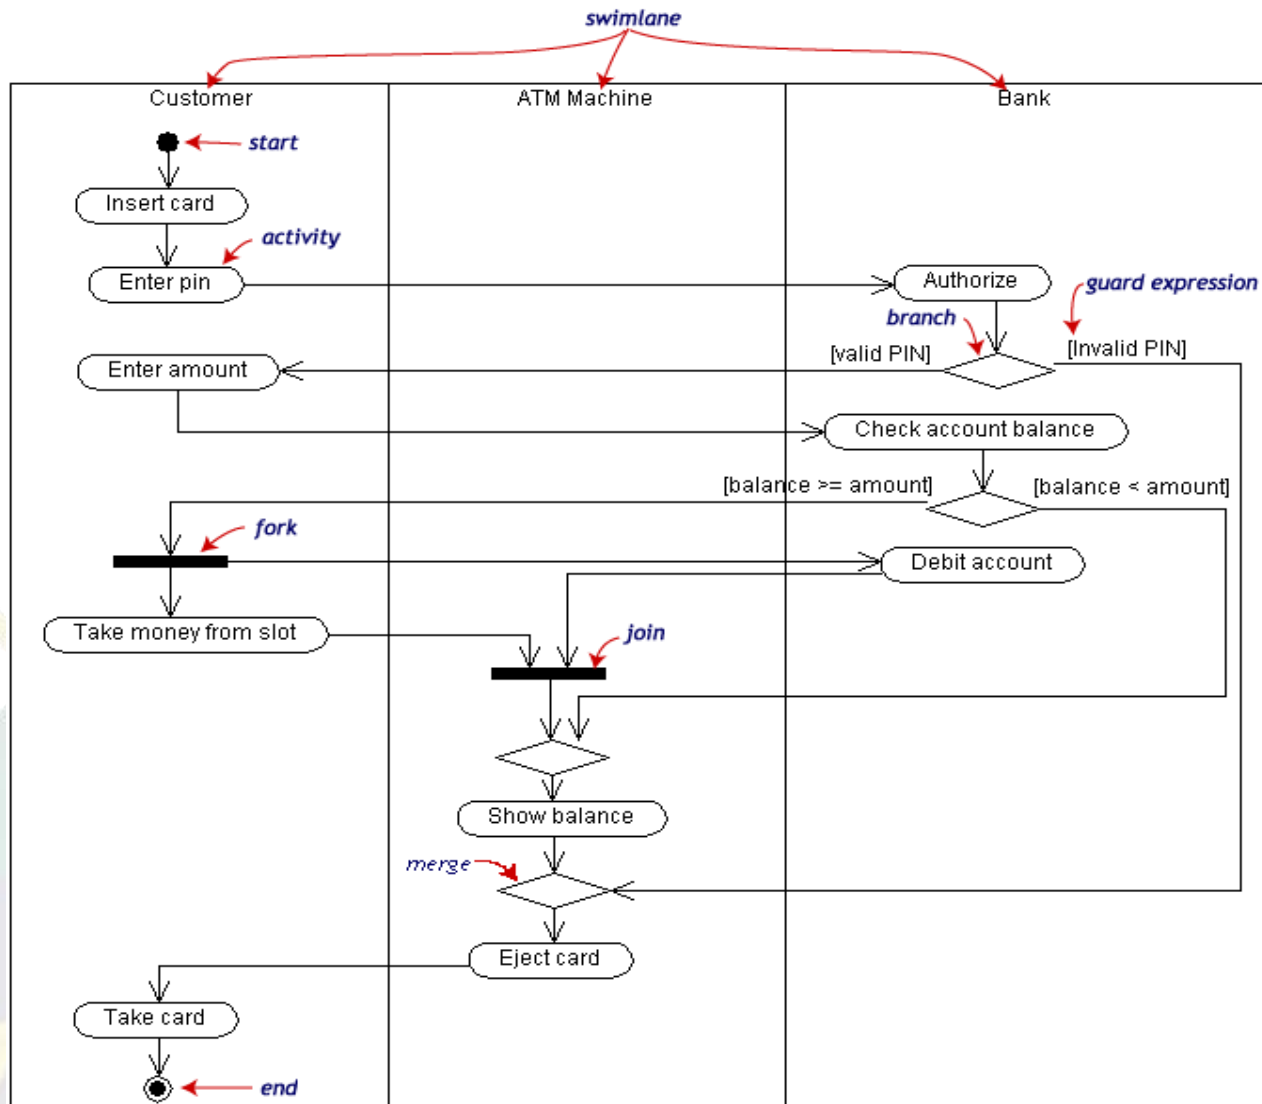 swimlane
Customer
ATM Machine
Bank
start
Insert card
activity
Enter pin
Authorize
guard expression
branch
[valid PIN]
[Invalid PIN]
Enter amount
Check account balance
[balance >= amount]
[balance < amount]
fork
Debit account
Take money from slot
join
Show balance
merge
Eject card
Take card
end